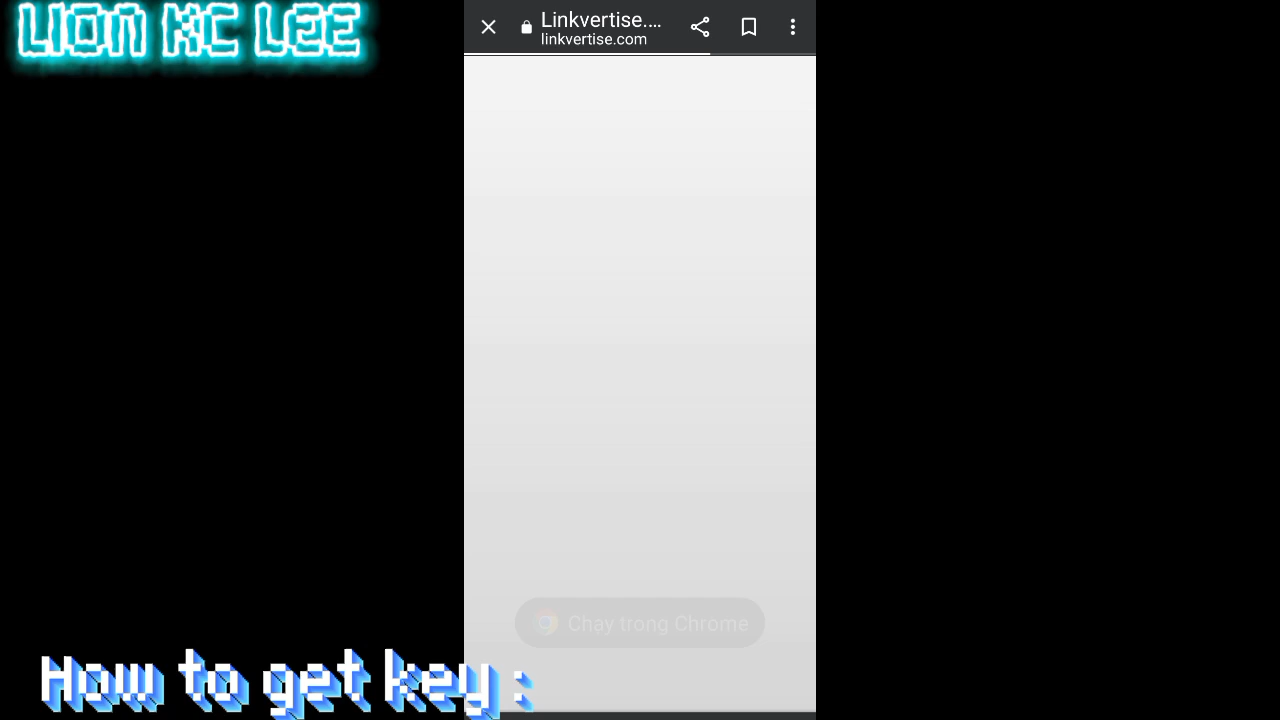 LION KC LEE
Linkvertise....
linkvertise.com
Chạy trong Chrome
How to get key :